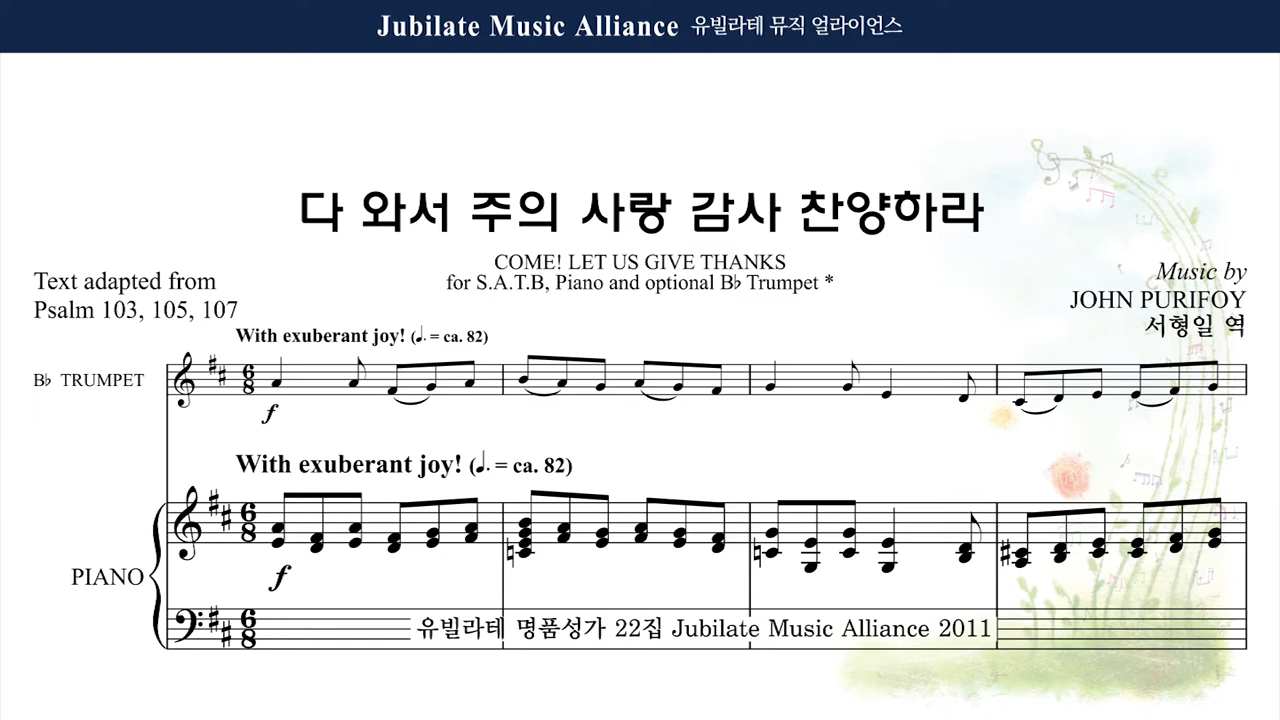 Jubilate Music Alliance 유빌라테 뮤직 얼라이언스
다 와서 주의 사랑 감사 찬양하라
COME! LET US GIVE THANKS
for S.A.T.B, Piano and optional B♭ Trumpet *
Text adapted from
Psalm 103, 105, 107
Music by
JOHN PURIFOY
서형일 역
With exuberant joy! (♩. = ca. 82)
B♭ TRUMPET
f
With exuberant joy! (♩. = ca. 82)
PIANO
f
유빌라테 명품성가 22집 Jubilate Music Alliance 2011